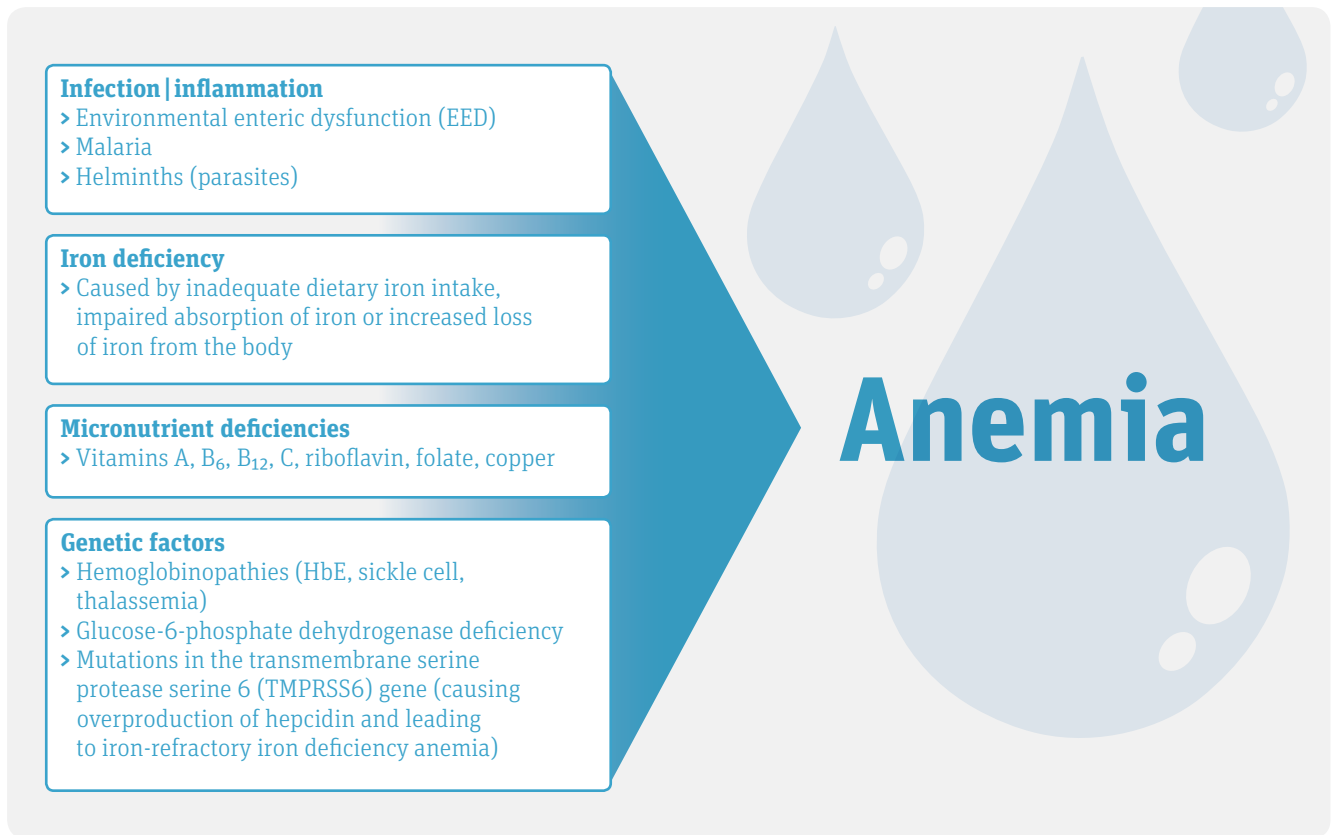 Infection|inflammation
> Environmental enteric dysfunction (EED)
> Malaria
> Helminths (parasites)
Iron deficiency
> Caused by inadequate dietary iron intake,
impaired absorption of iron or increased loss
of iron from the body
Micronutrient deficiencies
> Vitamins A, B₆, B₁₂, C, riboflavin, folate, copper
Genetic factors
> Hemoglobinopathies (HbE, sickle cell,
thalassemia)
> Glucose-6-phosphate dehydrogenase deficiency
> Mutations in the transmembrane serine
protease serine 6 (TMPRSS6) gene (causing
overproduction of hepcidin and leading
to iron-refractory iron deficiency anemia)
Anemia